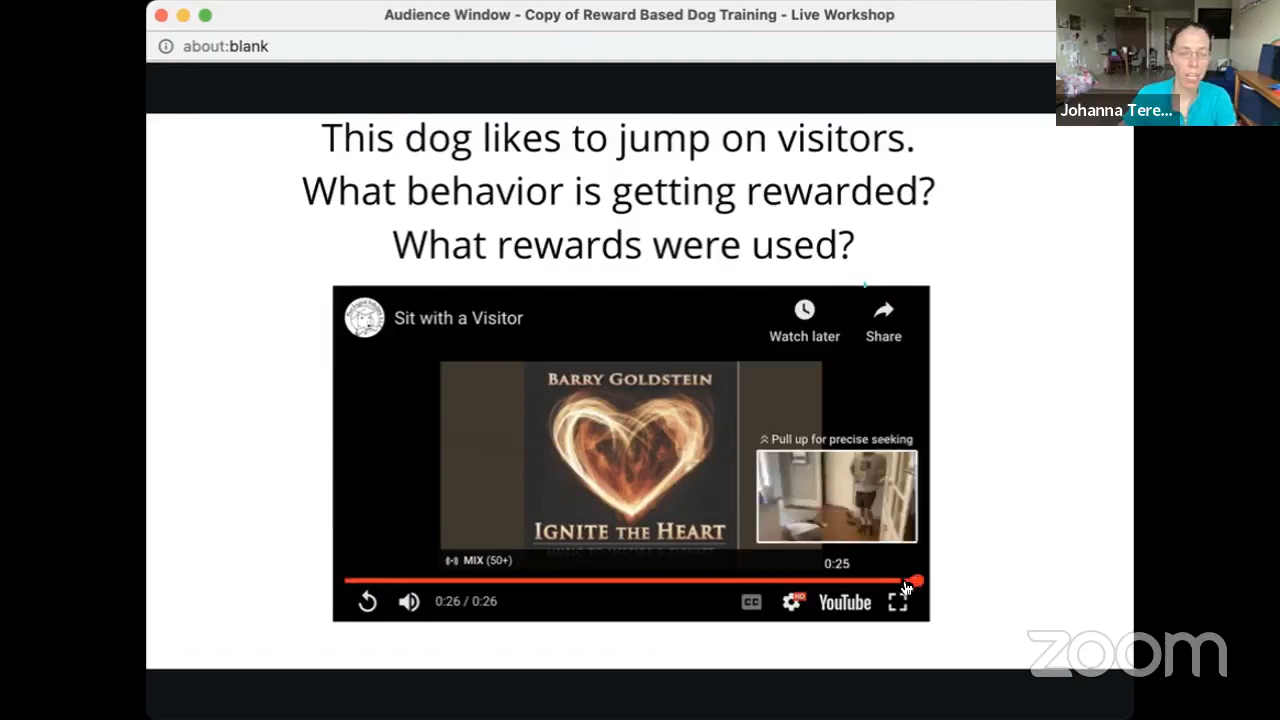 Audience Window - Copy of Reward Based Dog Training - Live Workshop
about:blank
Johanna Tere...
This dog likes to jump on visitors.
What behavior is getting rewarded?
What rewards were used?
Sit with a Visitor
Watch later
Share
BARRY GOLDSTEIN
Pull up for precise seeking
IGNITE THE HEART
MIX (50+)
0:25
0:26 / 0:26
CC
HD
YouTube
zoom